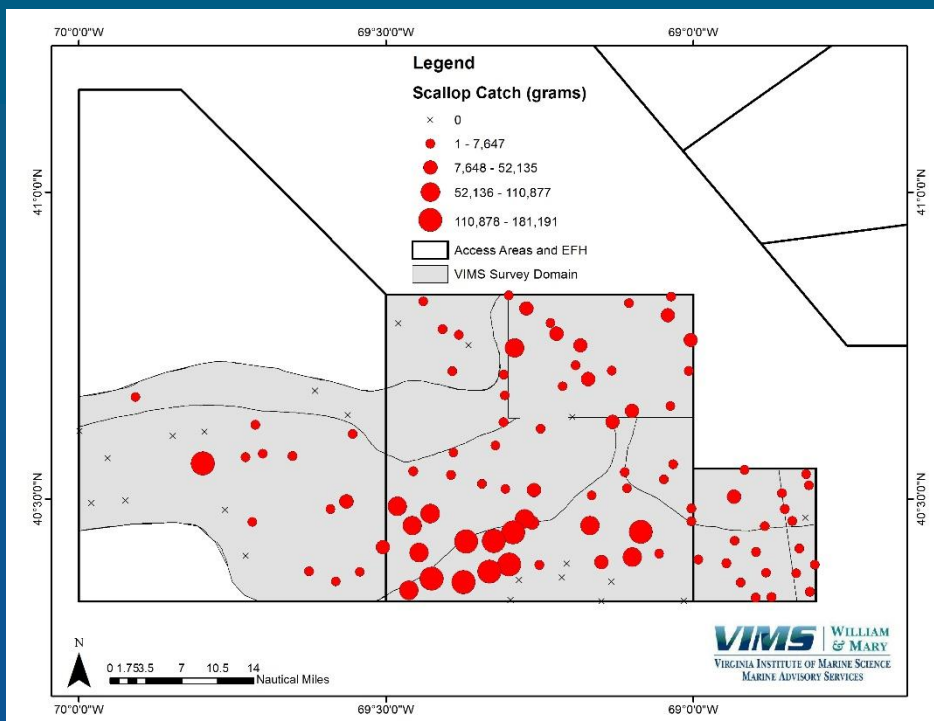 70°0'0"W
69°30'0"W
69°0'0"W
Legend
Scallop Catch (grams)
0
1 - 7,647
7,648 - 52,135
52,136 - 110,877
110,878 - 181,191
Access Areas and EFH
VIMS Survey Domain
41°0'0"N
41°0'0"N
40°30'0"N
40°30'0"N
N
0 1.75 3.5 7 10.5 14
Nautical Miles
VIMS | WILLIAM & MARY
VIRGINIA INSTITUTE OF MARINE SCIENCE
MARINE ADVISORY SERVICES
70°0'0"W
69°30'0"W
69°0'0"W